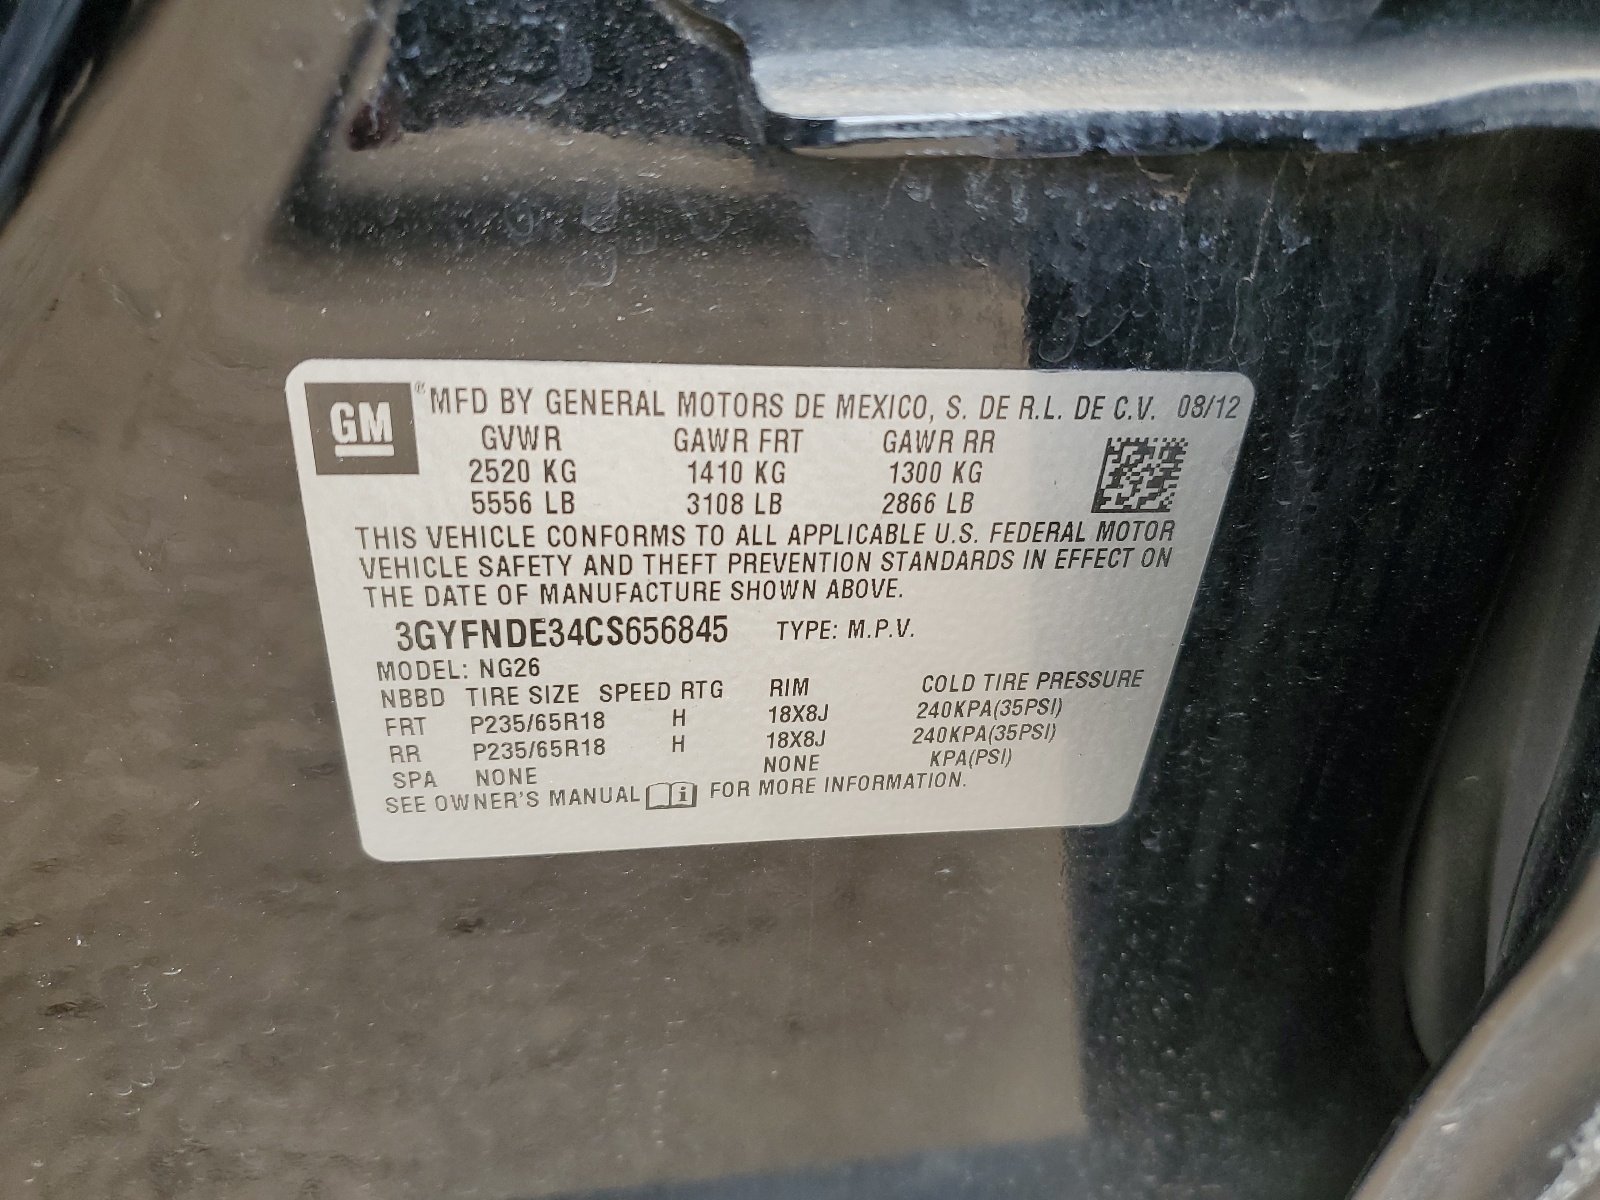 GM ® MFD BY GENERAL MOTORS DE MEXICO, S. DE R.L. DE C.V. 03/12
GVWR GAWR FRT GAWR RR
2520 KG 1410 KG 1300 KG
5556 LB 3108 LB 2866 LB
THIS VEHICLE CONFORMS TO ALL APPLICABLE U.S. FEDERAL MOTOR
VEHICLE SAFETY AND THEFT PREVENTION STANDARDS IN EFFECT ON
THE DATE OF MANUFACTURE SHOWN ABOVE.
3GYFNDE34CS656845 TYPE: M.P.V.
MODEL: NG26
NBBD TIRE SIZE SPEED RTG RIM COLD TIRE PRESSURE
FRT P235/65R18 H 18X8J 240KPA(35PSI)
RR P235/65R18 H 18X8J 240KPA(35PSI)
SPA NONE NONE KPA(PSI)
SEE OWNER'S MANUAL i FOR MORE INFORMATION.